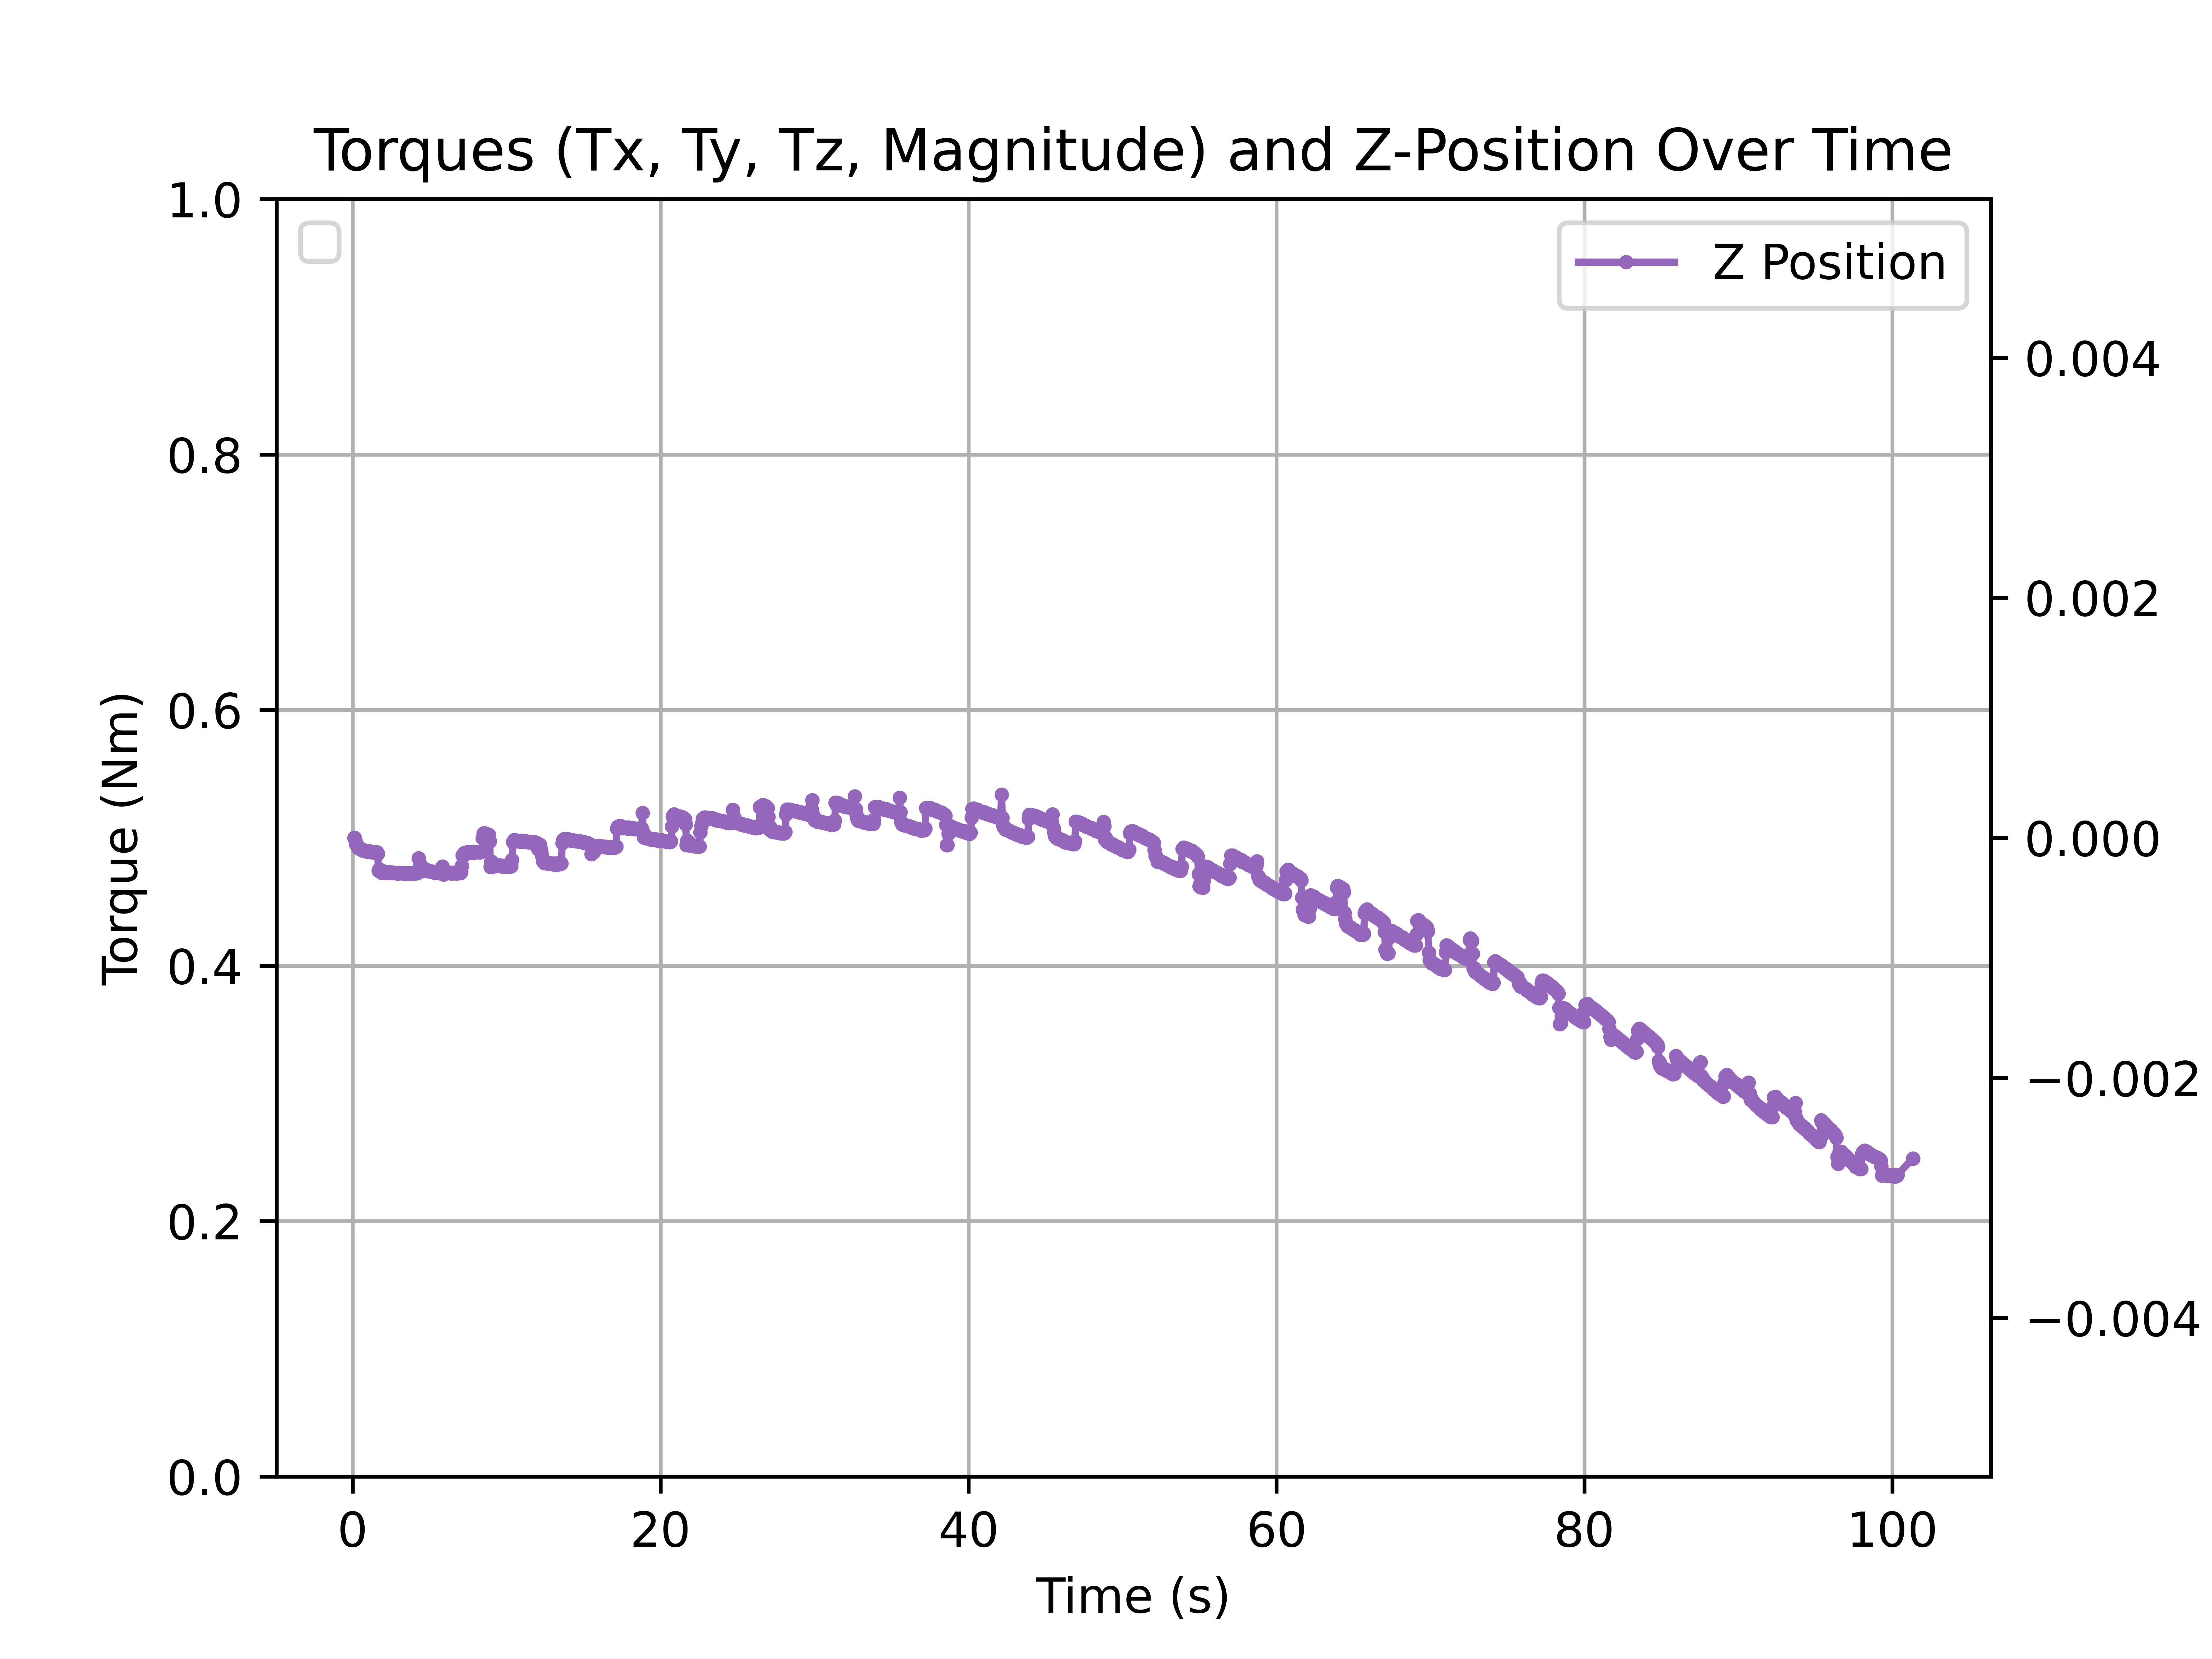 Torques (Tx, Ty, Tz, Magnitude) and Z-Position Over Time
Z Position
Torque (Nm)
1.0
0.8
0.6
0.4
0.2
0.0
0.004
0.002
0.000
−0.002
−0.004
0 20 40 60 80 100
Time (s)